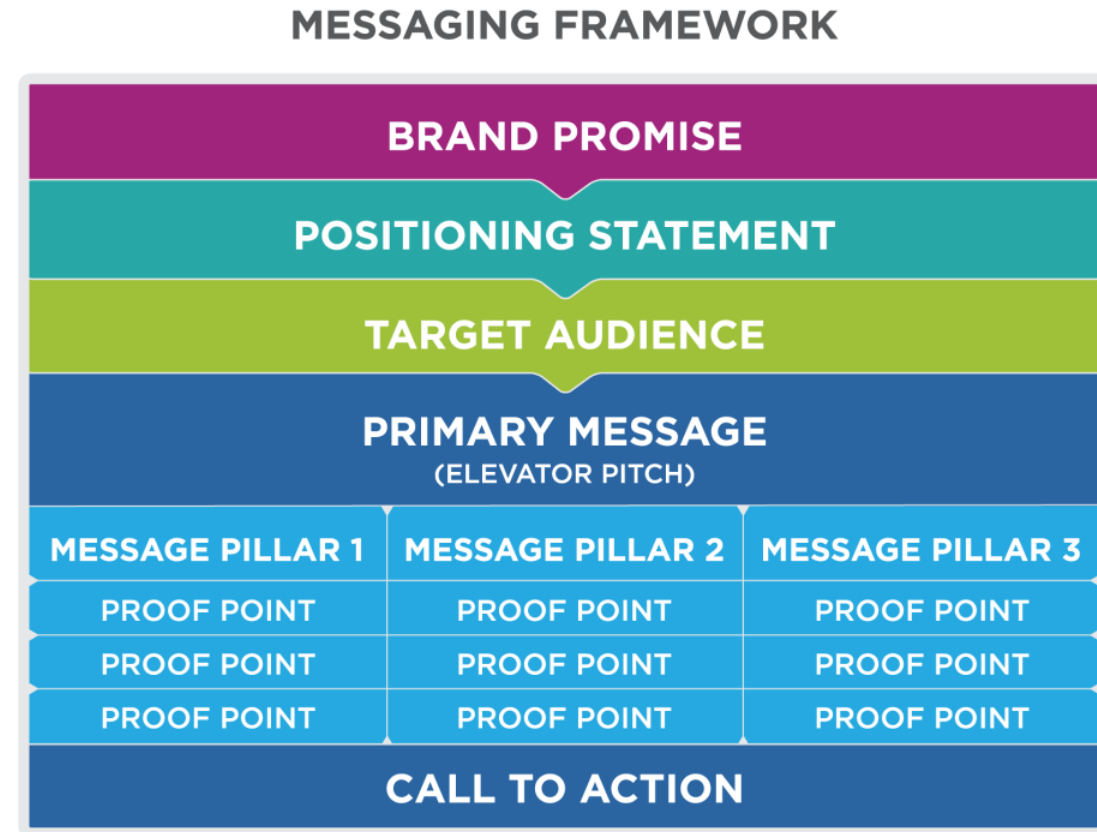 MESSAGING FRAMEWORK
BRAND PROMISE
POSITIONING STATEMENT
TARGET AUDIENCE
PRIMARY MESSAGE
(ELEVATOR PITCH)
MESSAGE PILLAR 1 MESSAGE PILLAR 2 MESSAGE PILLAR 3
PROOF POINT PROOF POINT PROOF POINT
PROOF POINT PROOF POINT PROOF POINT
PROOF POINT PROOF POINT PROOF POINT
CALL TO ACTION